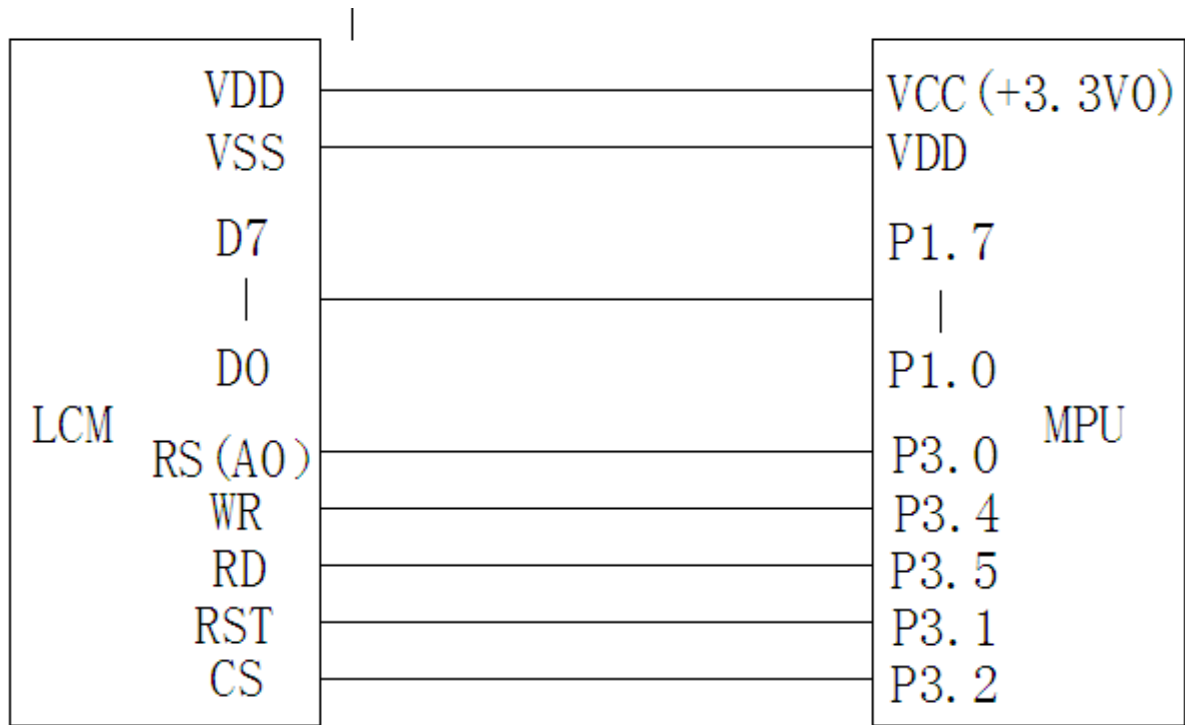 VDD VCC(+3.3V0)
VSS VDD
D7 P1.7
D0 P1.0
LCM MPU
RS(A0) P3.0
WR P3.4
RD P3.5
RST P3.1
CS P3.2